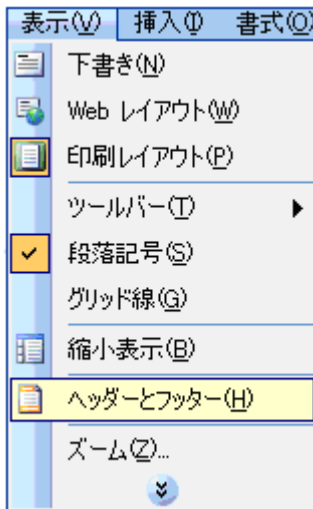 表示(V) 挿入(I) 書式(O)
下書き(N)
Web レイアウト(W)
印刷レイアウト(P)
ツールバー(T)
段落記号(S)
グリッド線(G)
縮小表示(B)
ヘッダーとフッター(H)
ズーム(Z)...